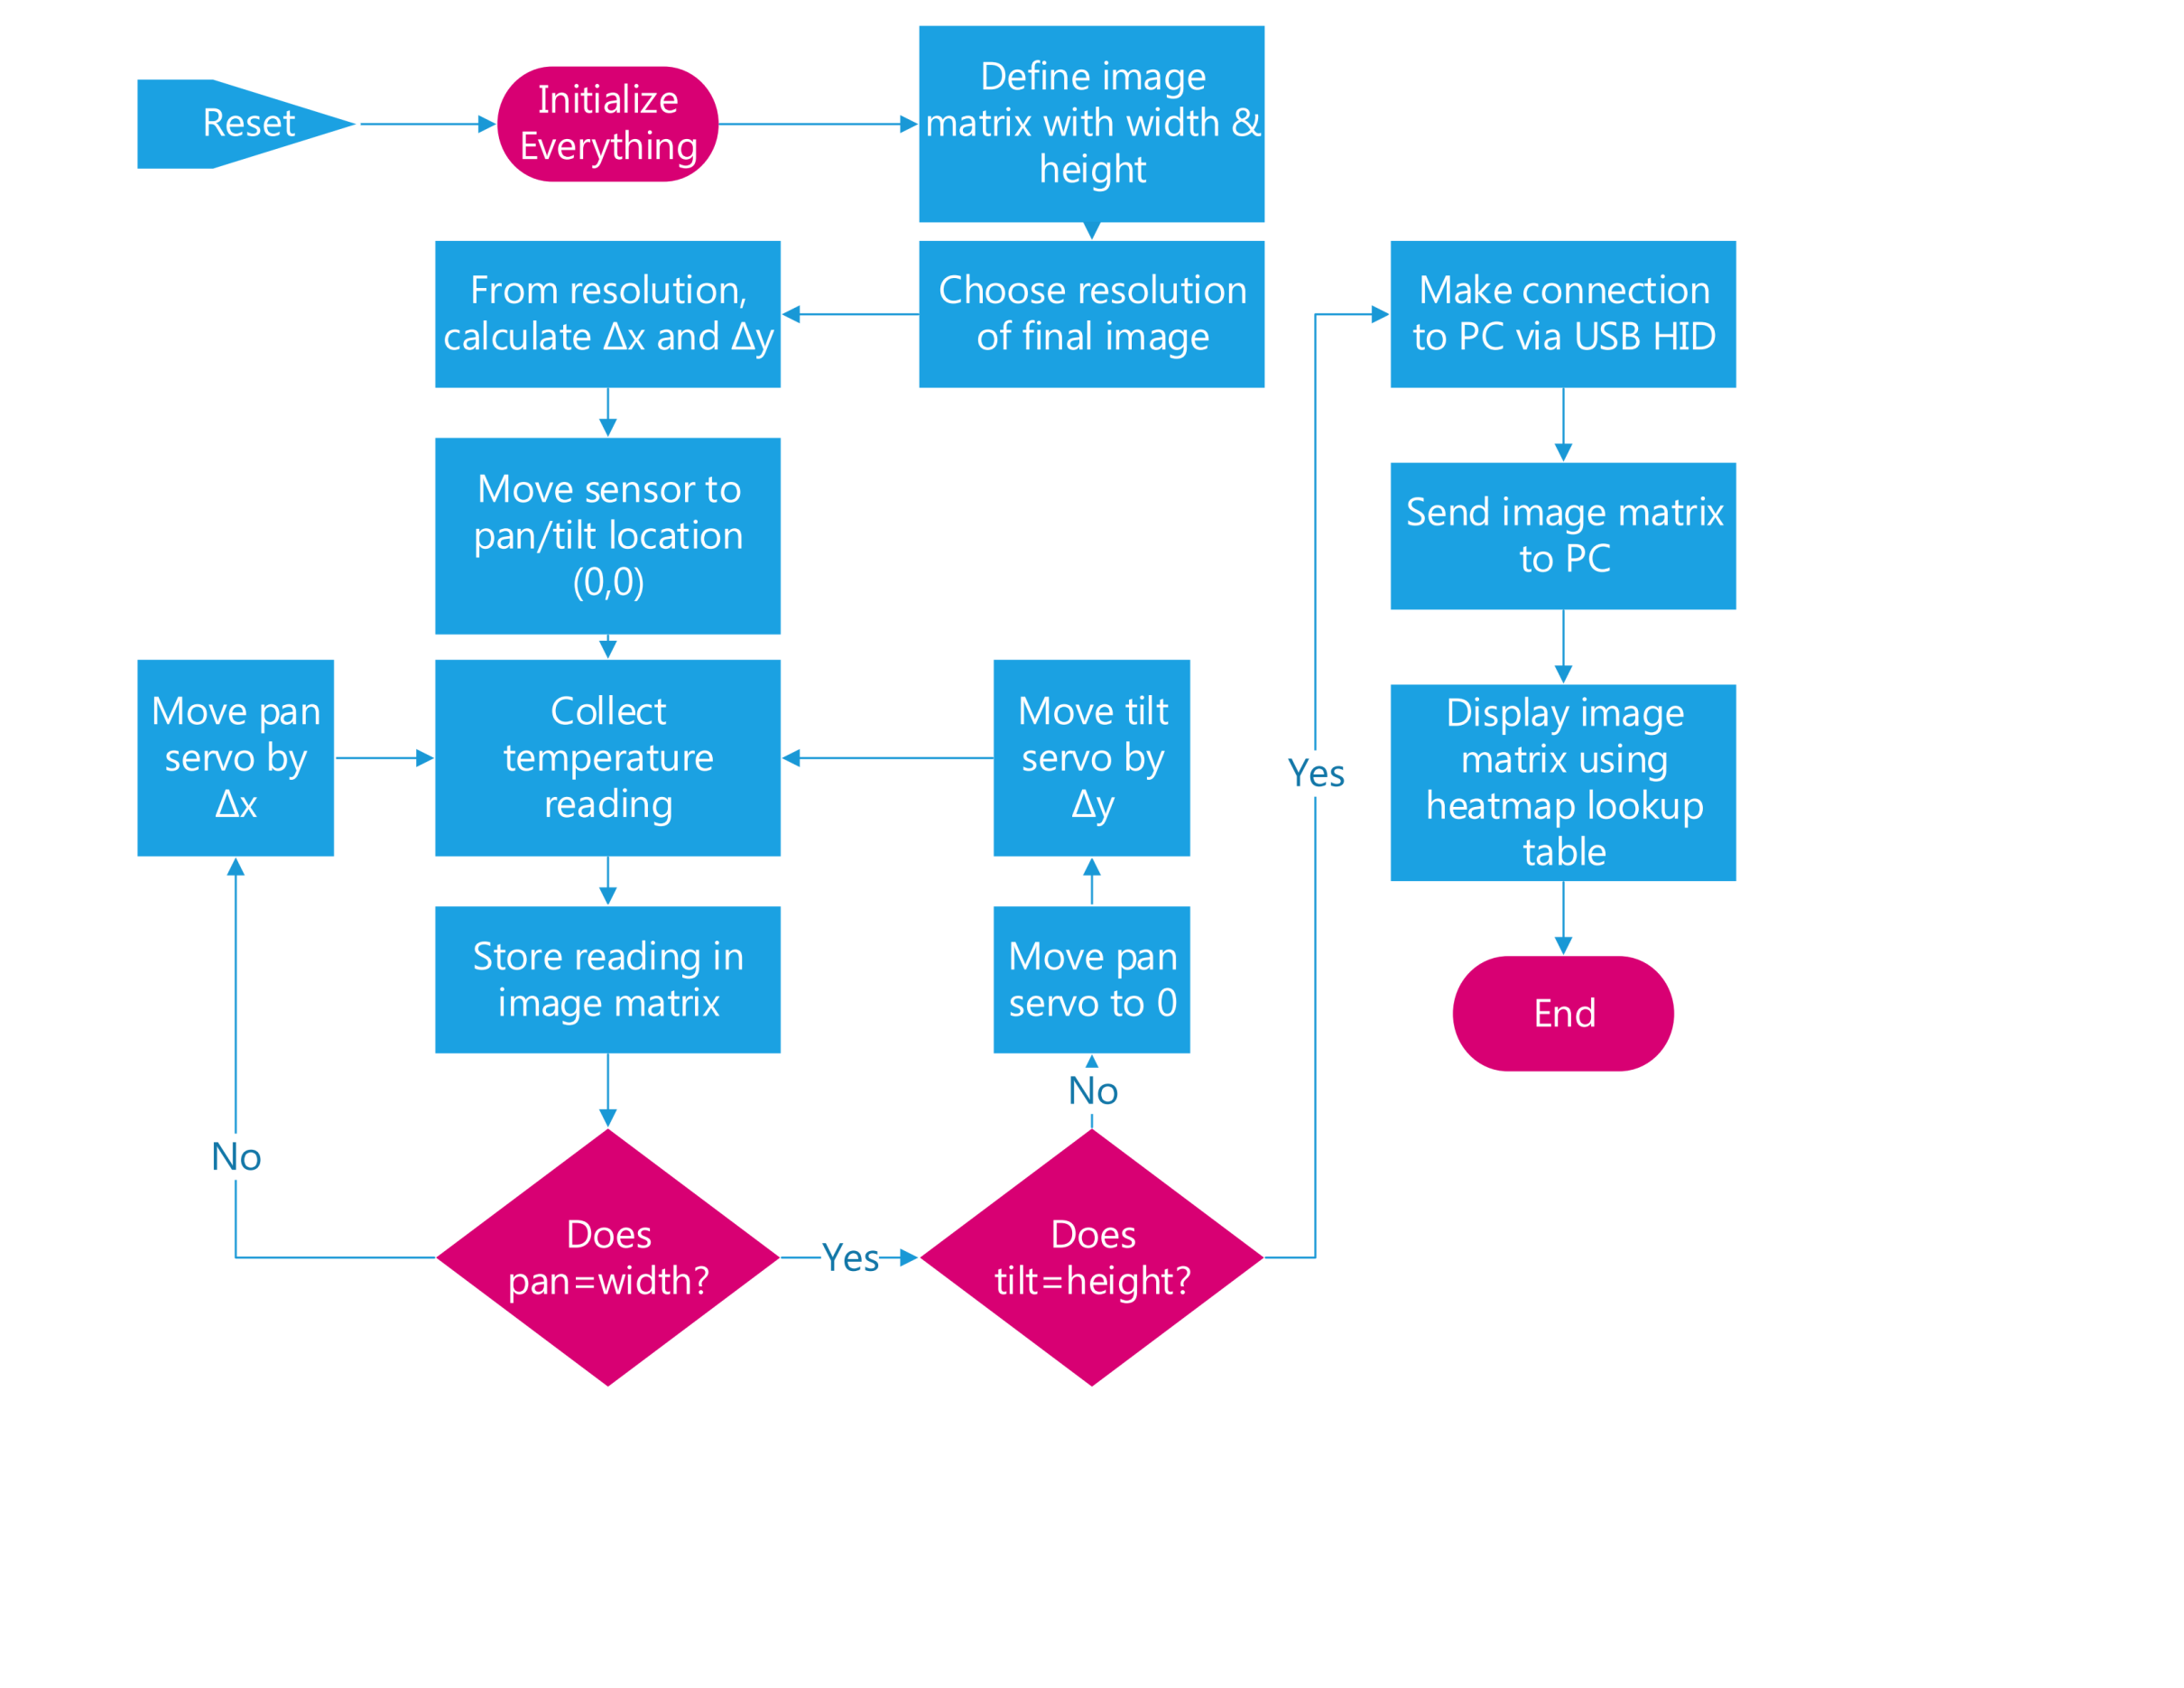 Reset
Initialize
Everything
Define image
matrix with width &
height
From resolution,
calculate Δx and Δy
Choose resolution
of final image
Make connection
to PC via USB HID
Move sensor to
pan/tilt location
(0,0)
Send image matrix
to PC
Move pan
servo by
Δx
Collect
temperature
reading
Move tilt
servo by
Δy
Yes
Display image
matrix using
heatmap lookup
table
Store reading in
image matrix
Move pan
servo to 0
End
No
No
Does
pan=width?
Yes
Does
tilt=height?